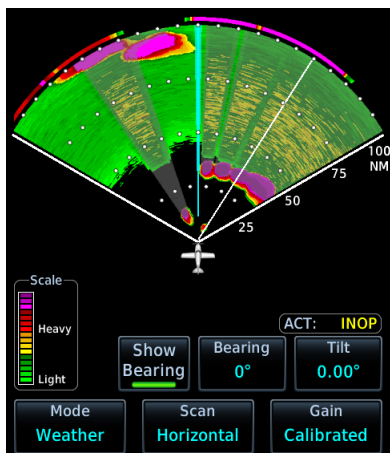 100
NM
75
50
25
Scale
Heavy
Light
ACT: INOP
Show
Bearing
Bearing
0°
Tilt
0.00°
Mode
Weather
Scan
Horizontal
Gain
Calibrated